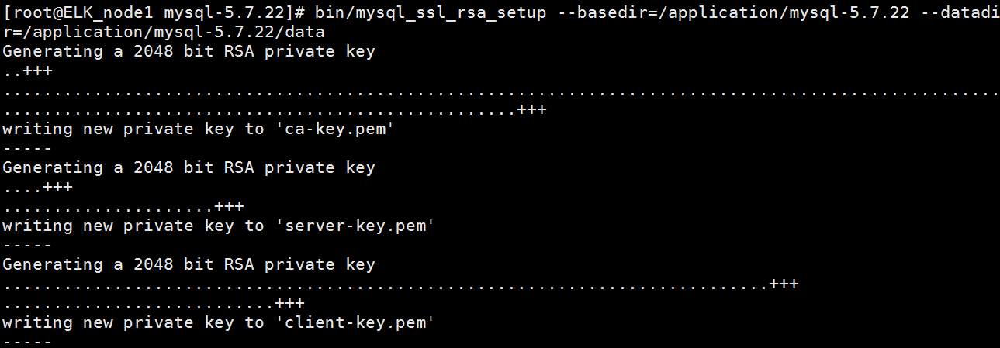 [root@ELK_node1 mysql-5.7.22]# bin/mysql_ssl_rsa_setup --basedir=/application/mysql-5.7.22 --datadi
r=/application/mysql-5.7.22/data
Generating a 2048 bit RSA private key
..+++
....................................................................................................
...................................................+++
writing new private key to 'ca-key.pem'
-----
Generating a 2048 bit RSA private key
....+++
.....................+++
writing new private key to 'server-key.pem'
-----
Generating a 2048 bit RSA private key
.............................................................................+++
...........................+++
writing new private key to 'client-key.pem'
-----